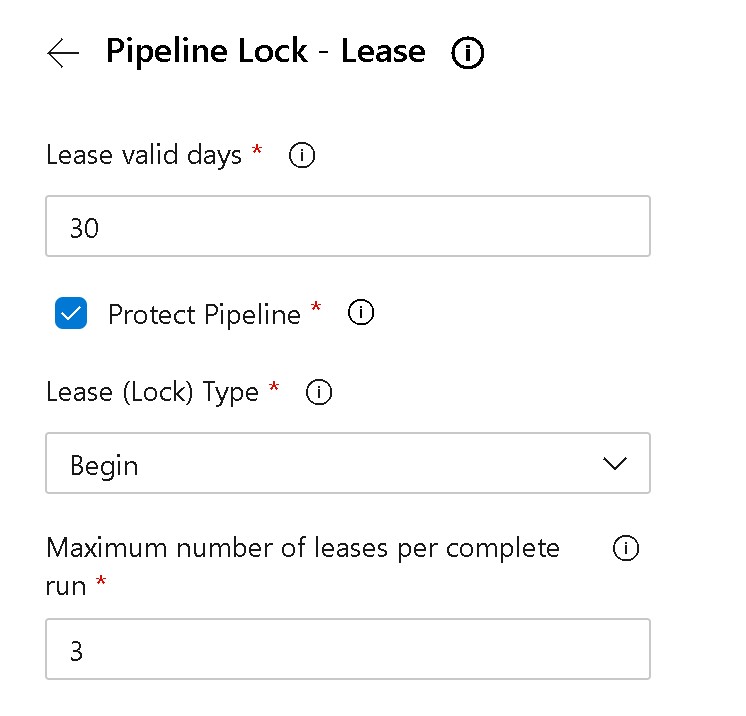 Pipeline Lock - Lease
Lease valid days *
30
Protect Pipeline *
Lease (Lock) Type *
Begin
Maximum number of leases per complete
run *
3